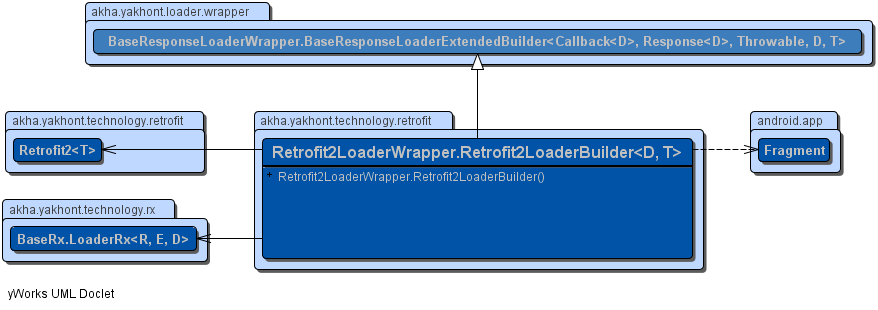 akha.yakhont.loader.wrapper
BaseResponseLoaderWrapper.BaseResponseLoaderExtendedBuilder<Callback<D>, Response<D>, Throwable, D, T>
akha.yakhont.technology.retrofit
Retrofit2<T>
akha.yakhont.technology.retrofit
Retrofit2LoaderWrapper.Retrofit2LoaderBuilder<D, T>
+ Retrofit2LoaderWrapper.Retrofit2LoaderBuilder()
android.app
Fragment
akha.yakhont.technology.rx
BaseRx.LoaderRx<R, E, D>
yWorks UML Doclet